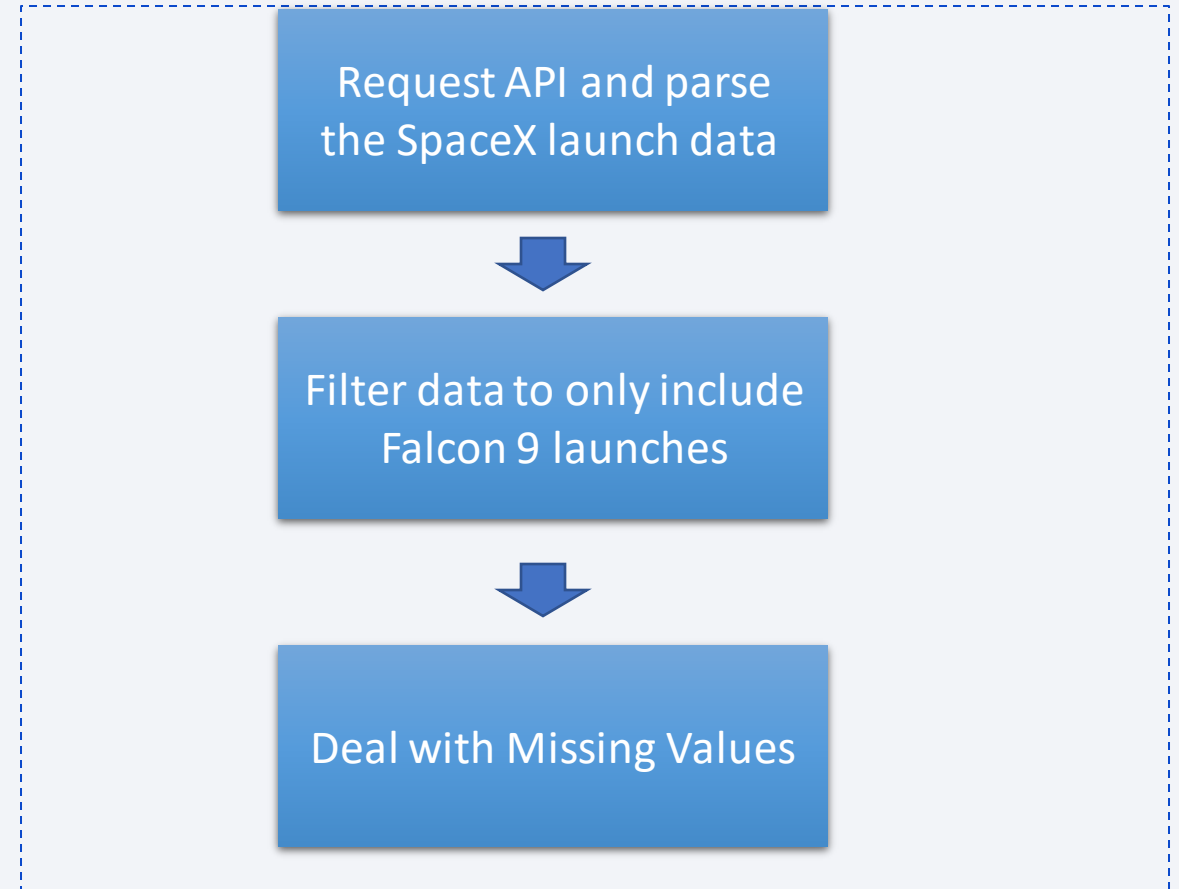 Request API and parse
the SpaceX launch data
Filter data to only include
Falcon 9 launches
Deal with Missing Values